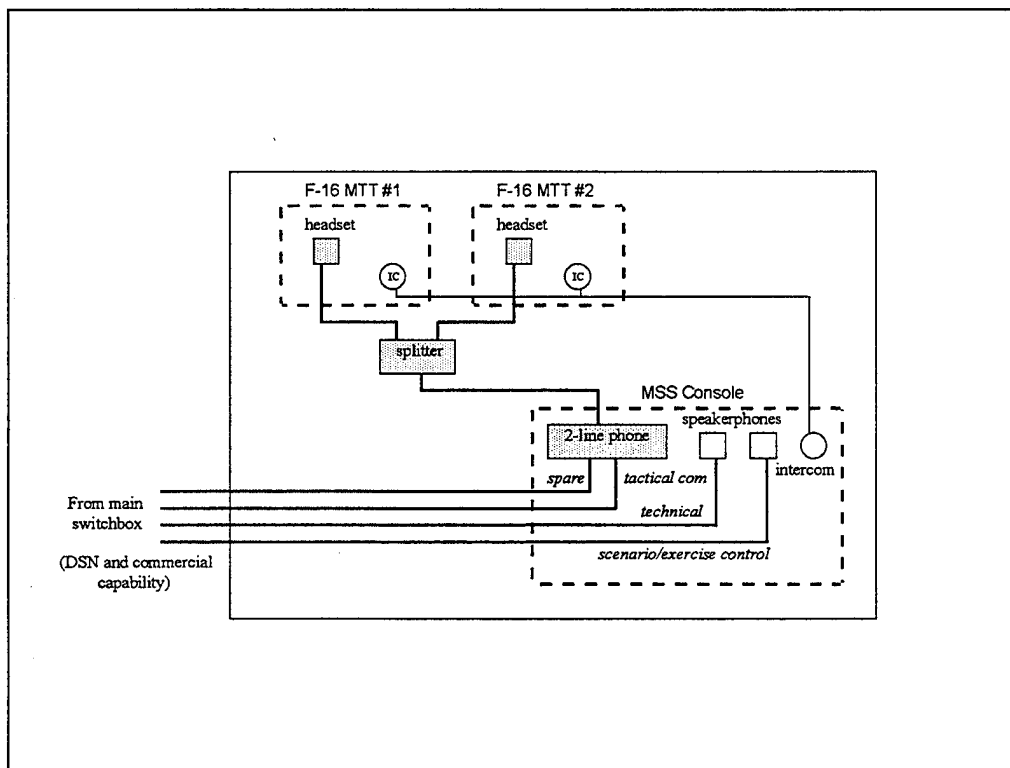 F-16 MTT #1
F-16 MTT #2
headset
headset
IC
IC
splitter
MSS Console
speakerphones
2-line phone
intercom
spare
tactical com
From main
switchbox
technical
(DSN and commercial
capability)
scenario/exercise control